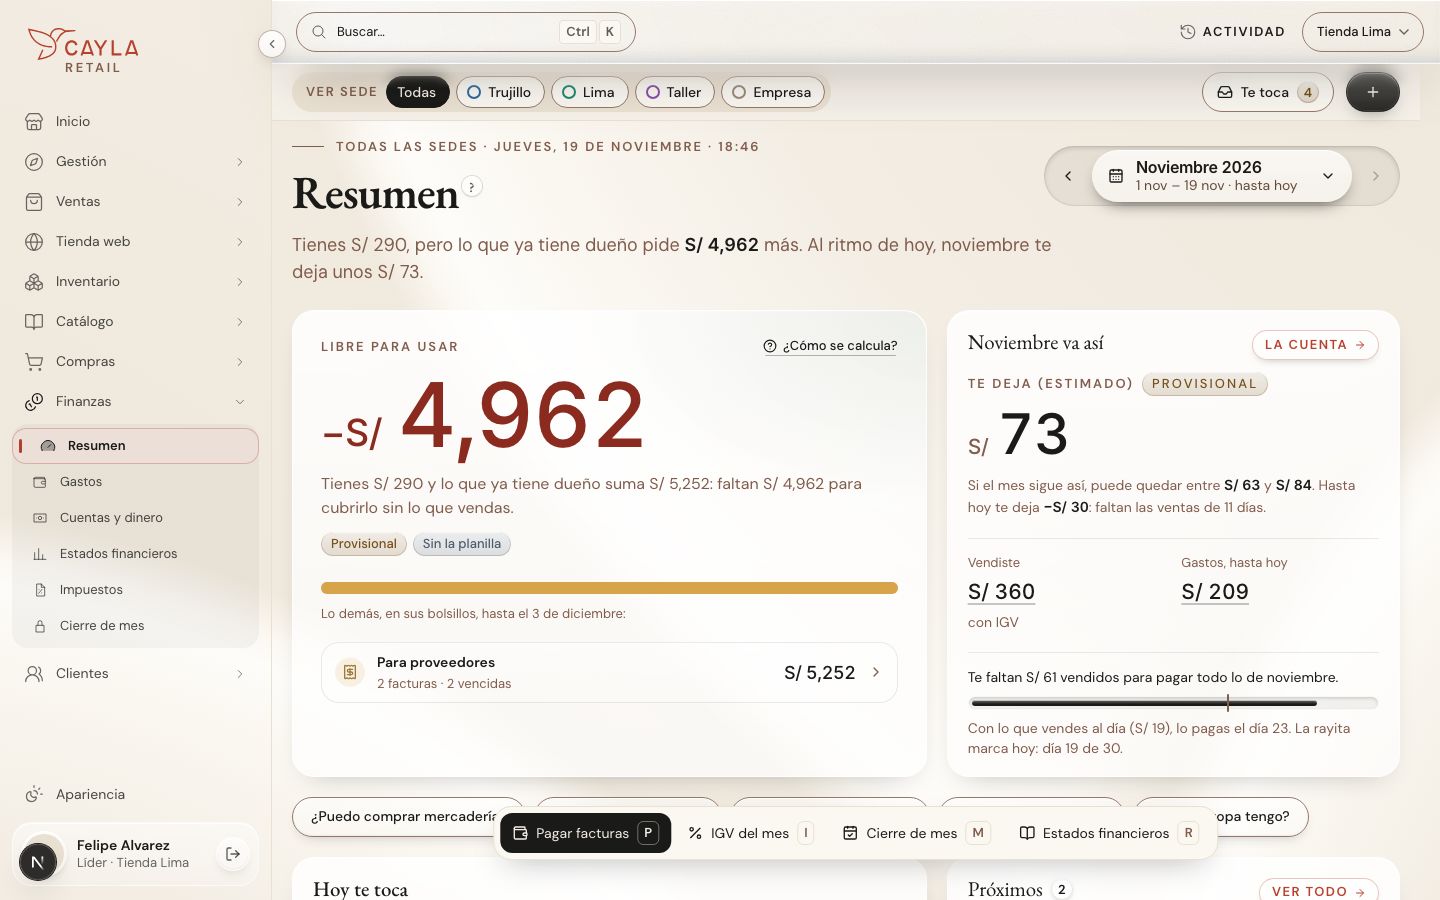 CAYLA
RETAIL
Buscar...
Ctrl K
ACTIVIDAD
Tienda Lima
Inicio
Gestión
Ventas
Tienda web
Inventario
Catálogo
Compras
Finanzas
Resumen
Gastos
Cuentas y dinero
Estados financieros
Impuestos
Cierre de mes
Clientes
Apariencia
N
Felipe Alvarez
Líder · Tienda Lima
VER SEDE Todas Trujillo Lima Taller Empresa
Te toca 4
+
TODAS LAS SEDES · JUEVES, 19 DE NOVIEMBRE · 18:46
Resumen ?
Noviembre 2026
1 nov – 19 nov · hasta hoy
Tienes S/ 290, pero lo que ya tiene dueño pide S/ 4,962 más. Al ritmo de hoy, noviembre te
deja unos S/ 73.
LIBRE PARA USAR
¿Cómo se calcula?
−S/ 4,962
Tienes S/ 290 y lo que ya tiene dueño suma S/ 5,252: faltan S/ 4,962 para
cubrirlo sin lo que vendas.
Provisional Sin la planilla
Lo demás, en sus bolsillos, hasta el 3 de diciembre:
Para proveedores
2 facturas · 2 vencidas
S/ 5,252
Noviembre va así
LA CUENTA →
TE DEJA (ESTIMADO) PROVISIONAL
S/ 73
Si el mes sigue así, puede quedar entre S/ 63 y S/ 84. Hasta
hoy te deja −S/ 30: faltan las ventas de 11 días.
Vendiste
S/ 360
con IGV
Gastos, hasta hoy
S/ 209
Te faltan S/ 61 vendidos para pagar todo lo de noviembre.
Con lo que vendes al día (S/ 19), lo pagas el día 23. La rayita
marca hoy: día 19 de 30.
¿Puedo comprar mercadería
opa tengo?
Pagar facturas P
IGV del mes I
Cierre de mes M
Estados financieros R
Hoy te toca
Próximos 2
VER TODO →